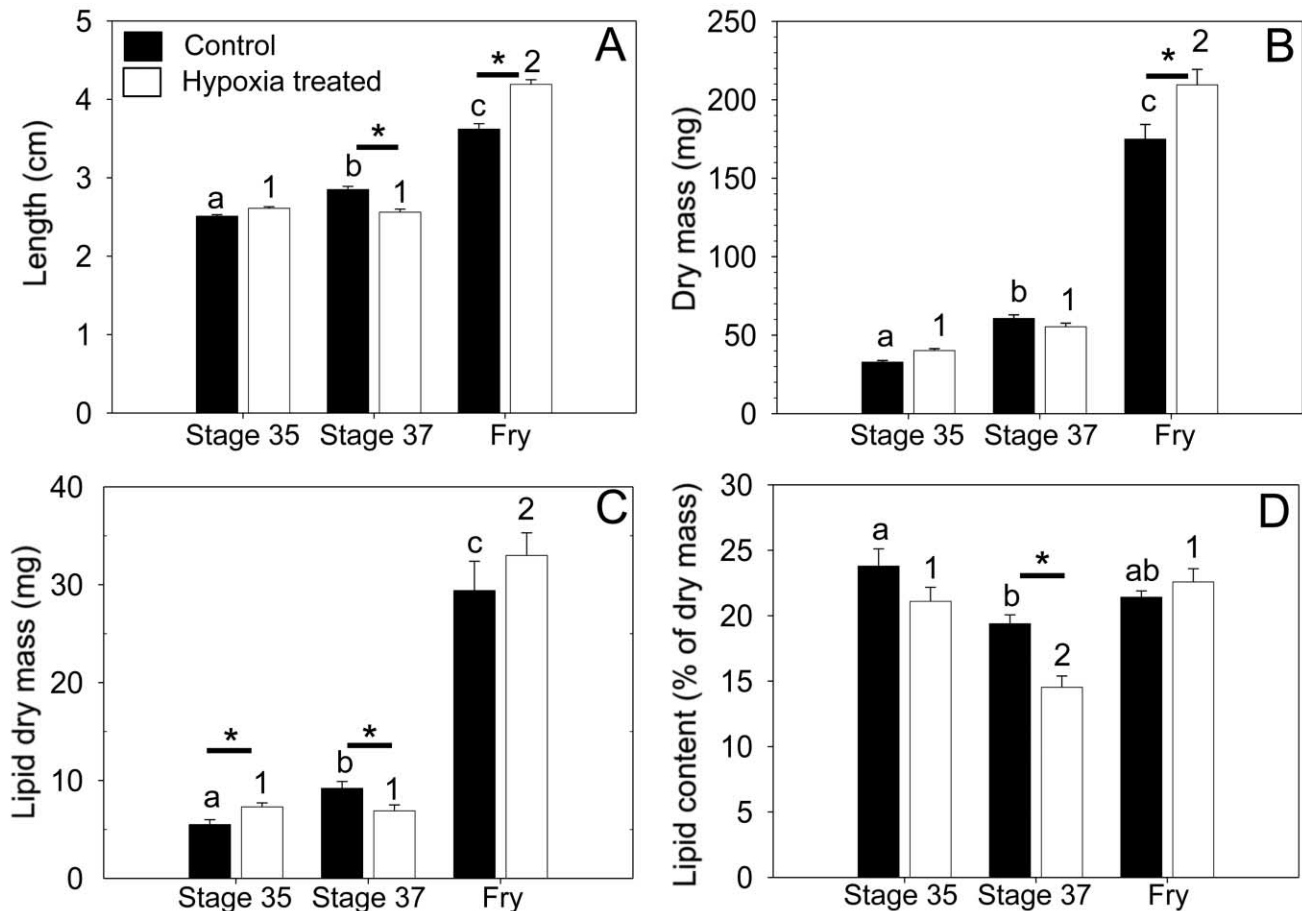 A
Control
Hypoxia treated
Length (cm)
5
4
3
2
1
0
a
1
b
*
1
c
*
2
Stage 35
Stage 37
Fry
B
Dry mass (mg)
250
200
150
100
50
0
a
1
b
1
c
*
2
Stage 35
Stage 37
Fry
C
Lipid dry mass (mg)
40
30
20
10
0
a
*
1
b
*
1
c
2
Stage 35
Stage 37
Fry
D
Lipid content (% of dry mass)
30
25
20
15
10
5
0
a
1
b
*
2
ab
1
Stage 35
Stage 37
Fry